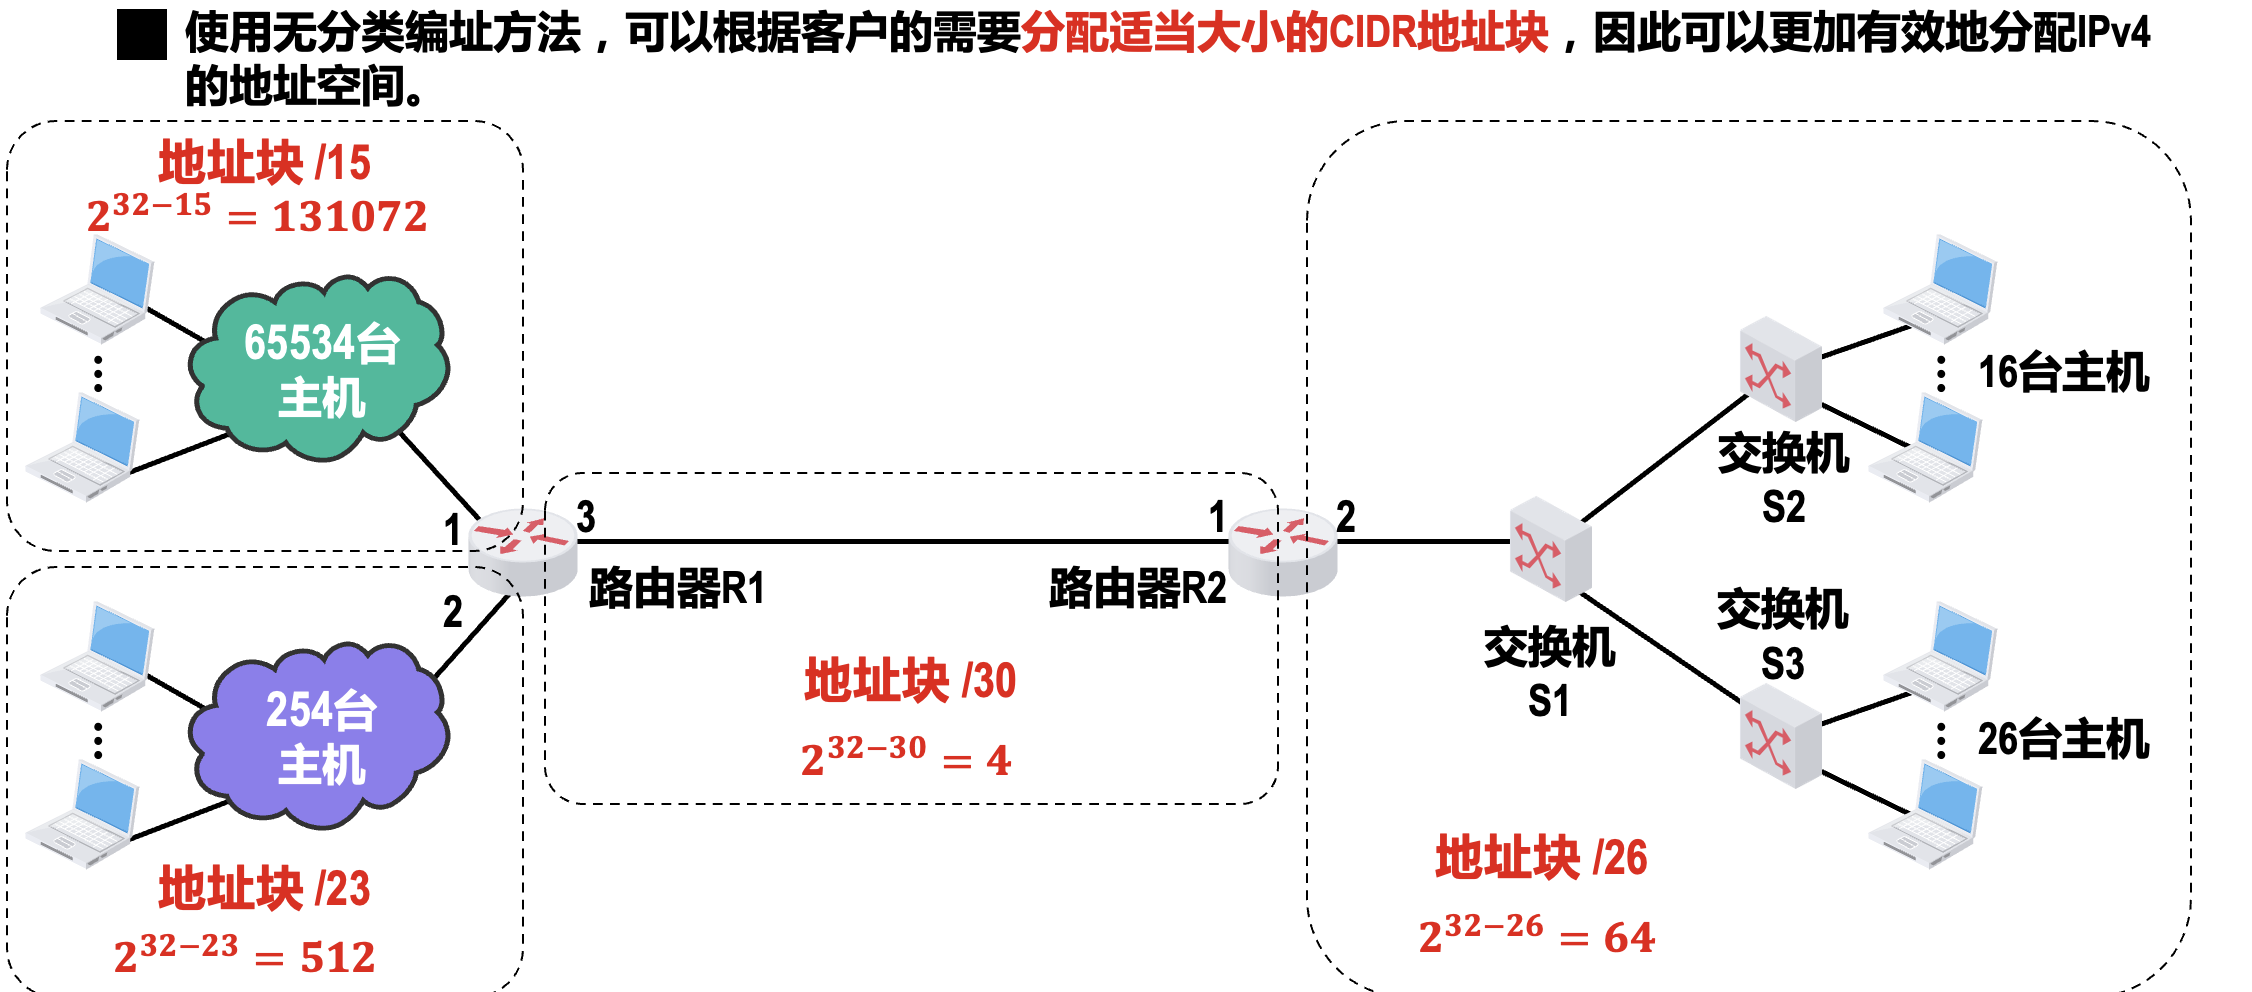 使用无分类编址方法，可以根据客户的需要分配适当大小的CIDR地址块，因此可以更加有效地分配IPv4
的地址空间。
地址块 /15
2^{32−15} = 131072
65534台
主机
1
3
路由器R1
2
254台
主机
地址块 /23
2^{32−23} = 512
1
2
路由器R2
地址块 /30
2^{32−30} = 4
交换机
S1
交换机
S2
16台主机
交换机
S3
26台主机
地址块 /26
2^{32−26} = 64